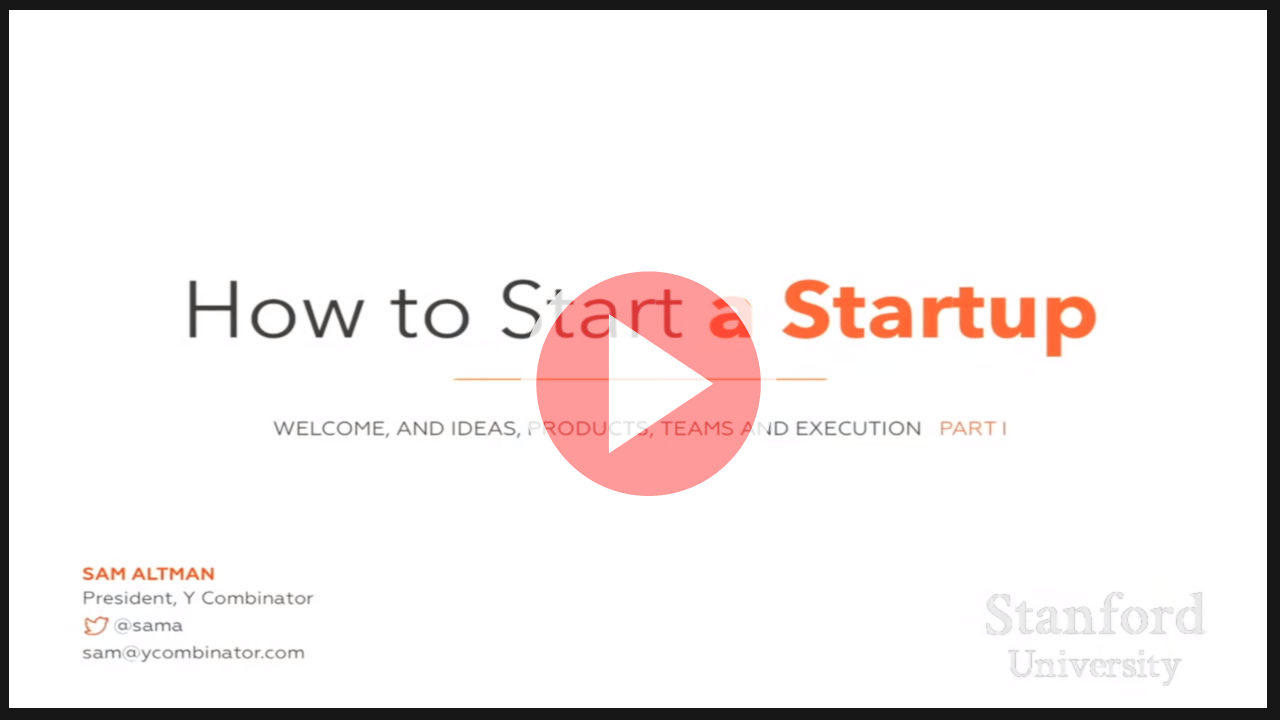 How to Start a Startup
WELCOME, AND IDEAS, PRODUCTS, TEAMS AND EXECUTION PART I
SAM ALTMAN
President, Y Combinator
@sama
sam@ycombinator.com
Stanford
University